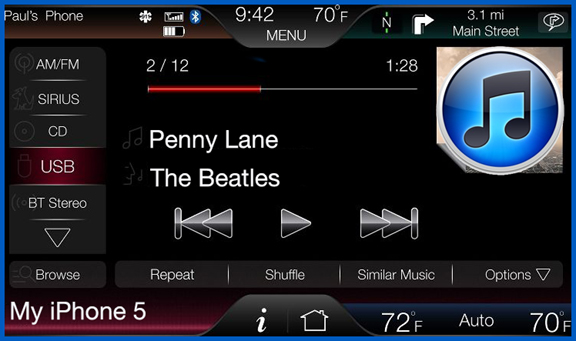 Paul's Phone
9:42
70°F
MENU
N
3.1 mi
Main Street
AM/FM
SIRIUS
CD
USB
BT Stereo
Browse
2 / 12
1:28
Penny Lane
The Beatles
Repeat
Shuffle
Similar Music
Options
My iPhone 5
i
72°F
Auto
70°F